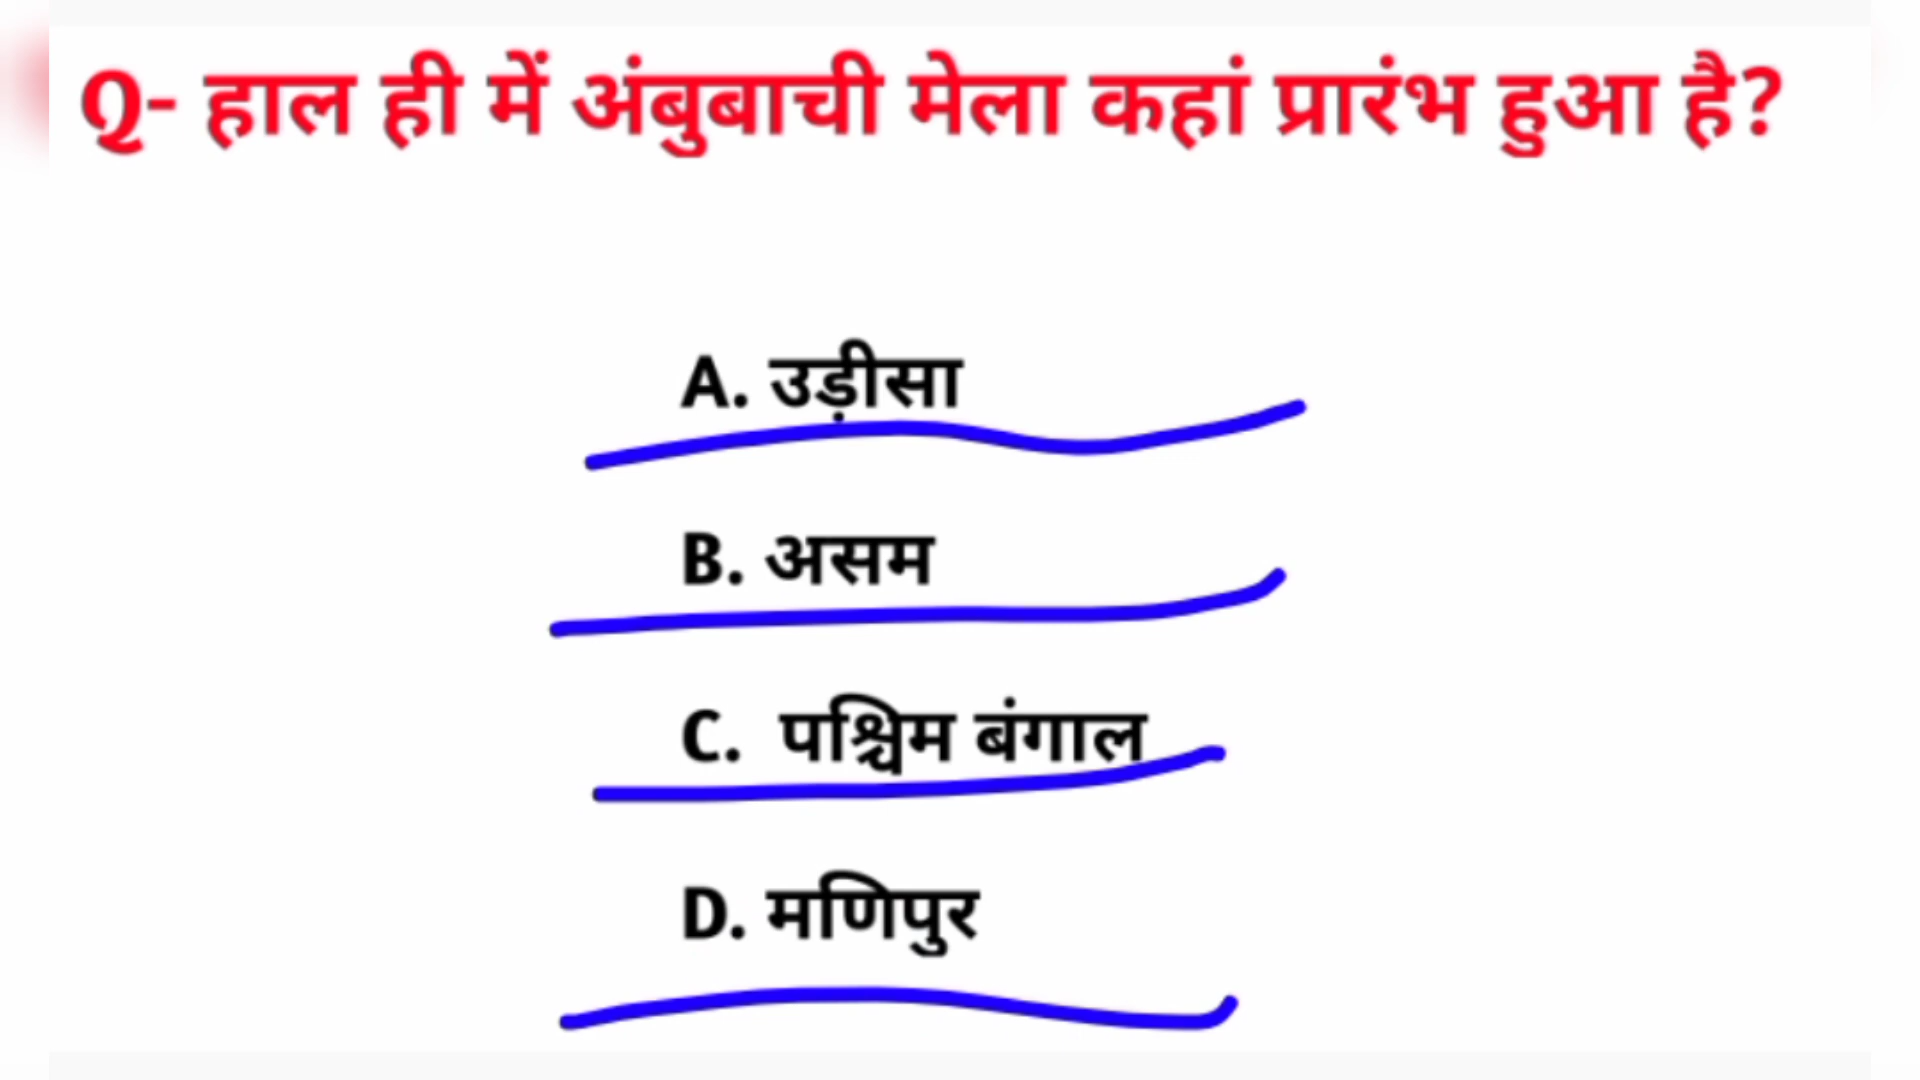 Q- हाल ही में अंबुबाची मेला कहां प्रारंभ हुआ है?
A. उड़ीसा
B. असम
C. पश्चिम बंगाल
D. मणिपुर